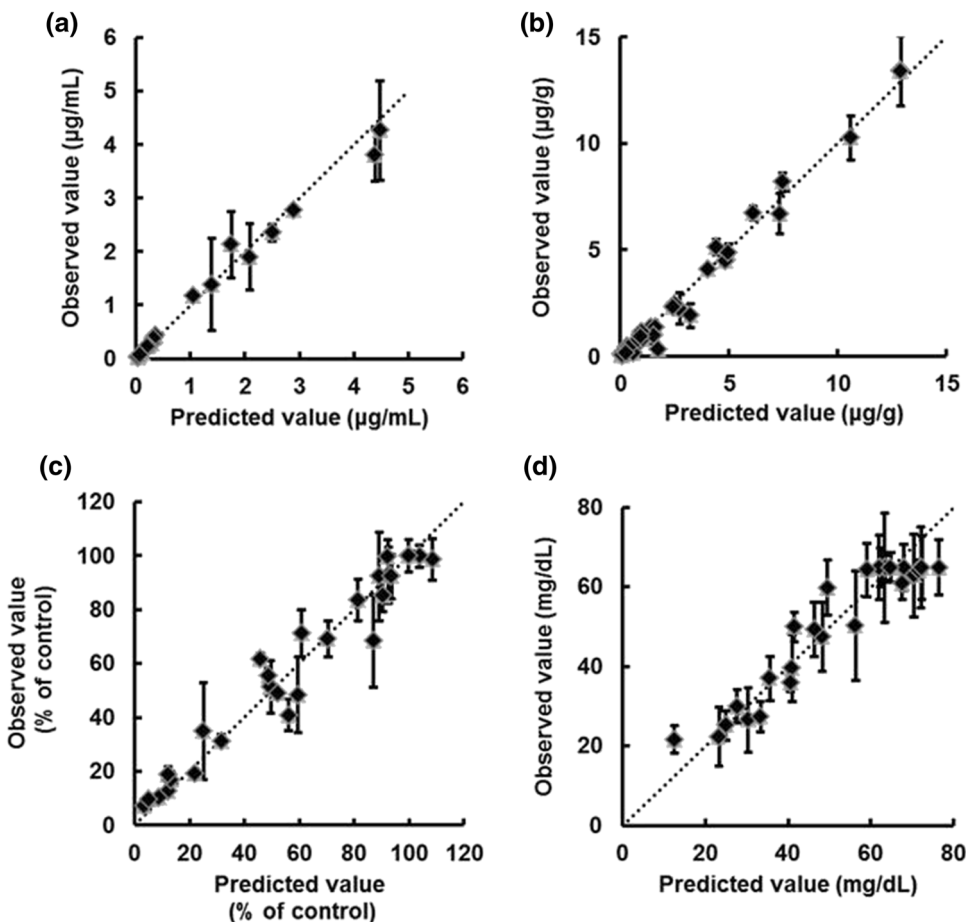 (a)
6
5
4
3
2
1
0
Observed value (µg/mL)
0 1 2 3 4 5 6
Predicted value (µg/mL)
(b)
15
10
5
0
Observed value (µg/g)
0 5 10 15
Predicted value (µg/g)
(c)
120
100
80
60
40
20
0
Observed value
(% of control)
0 20 40 60 80 100 120
Predicted value
(% of control)
(d)
80
60
40
20
0
Observed value (mg/dL)
0 20 40 60 80
Predicted value (mg/dL)